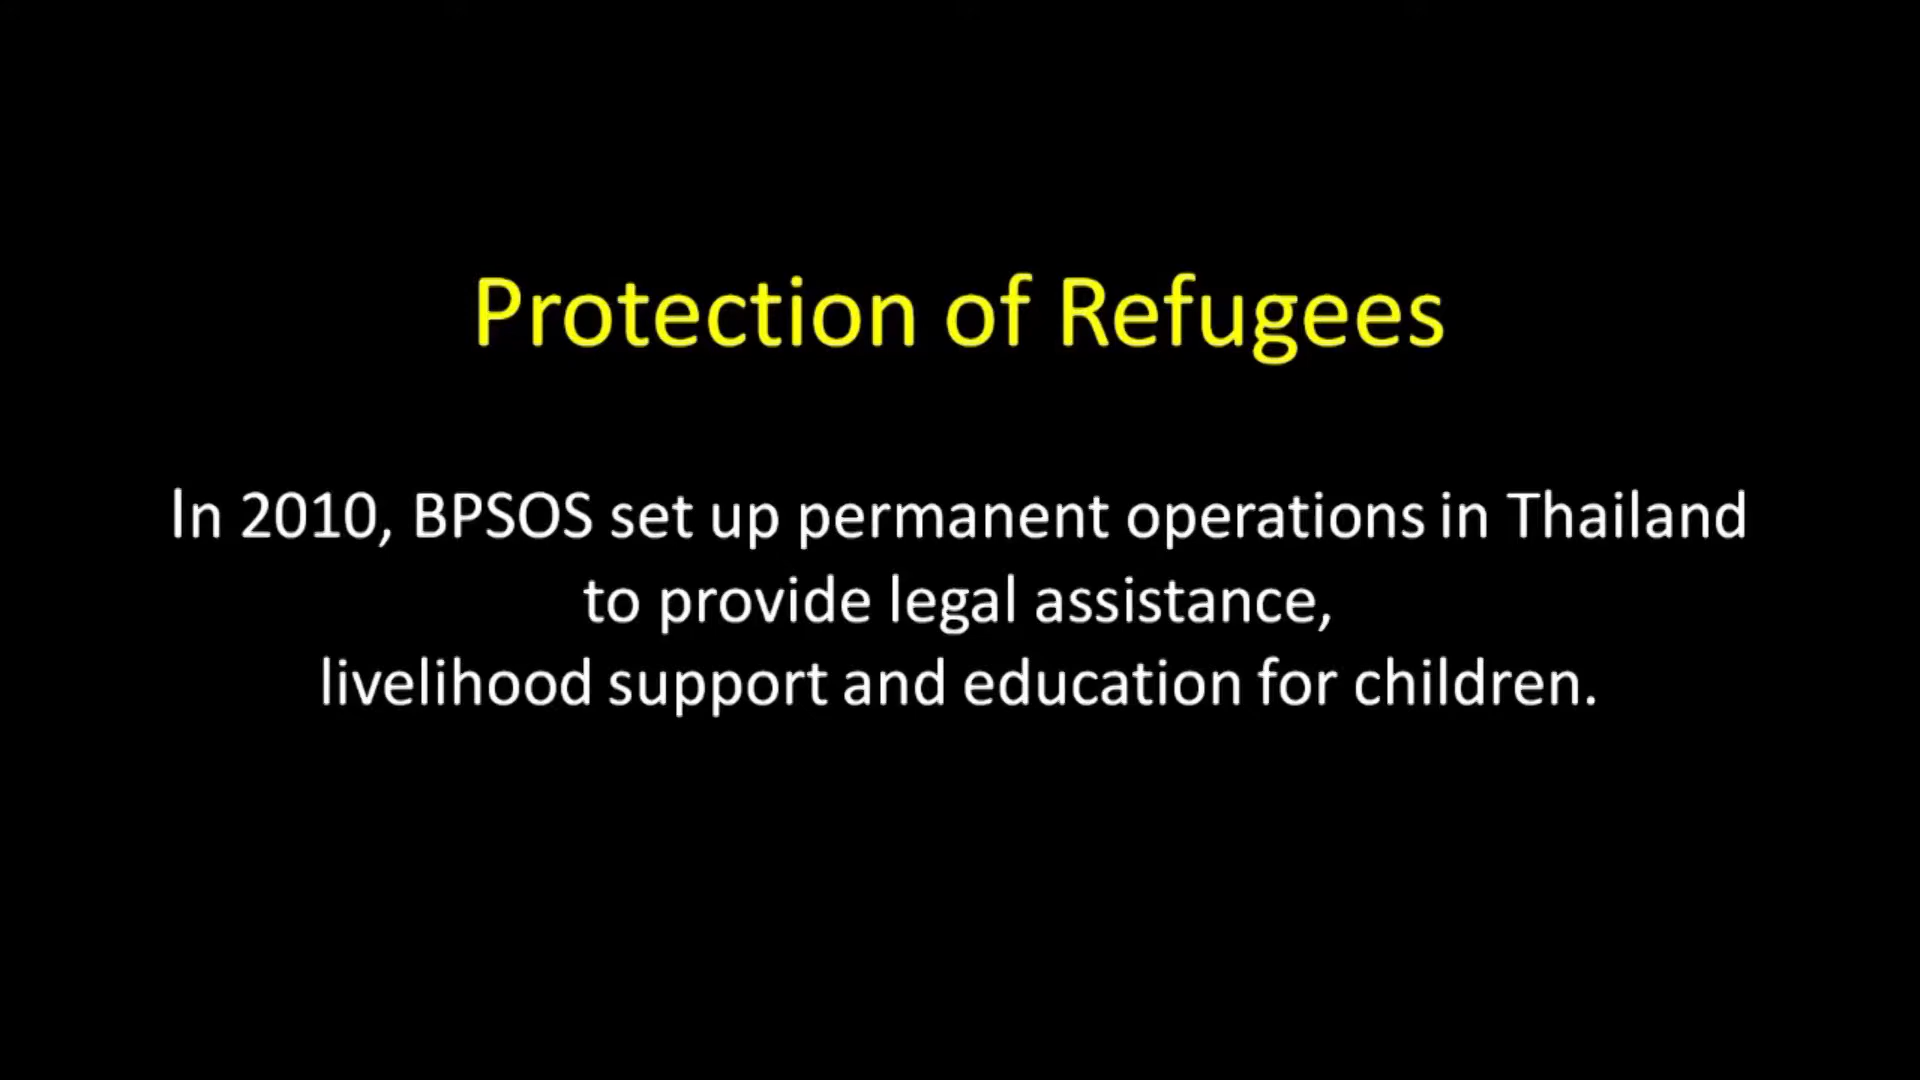 Protection of Refugees
In 2010, BPSOS set up permanent operations in Thailand
to provide legal assistance,
livelihood support and education for children.